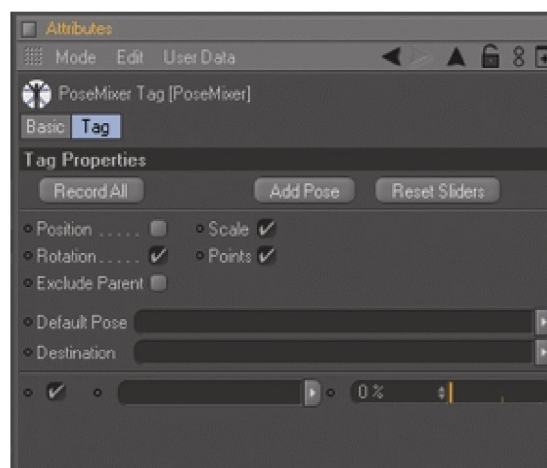 Attributes
Mode Edit User Data
PoseMixer Tag [PoseMixer]
Basic Tag
Tag Properties
Record All Add Pose Reset Sliders
Position . . . . . Scale
Rotation . . . . . Points
Exclude Parent
Default Pose
Destination
0 %